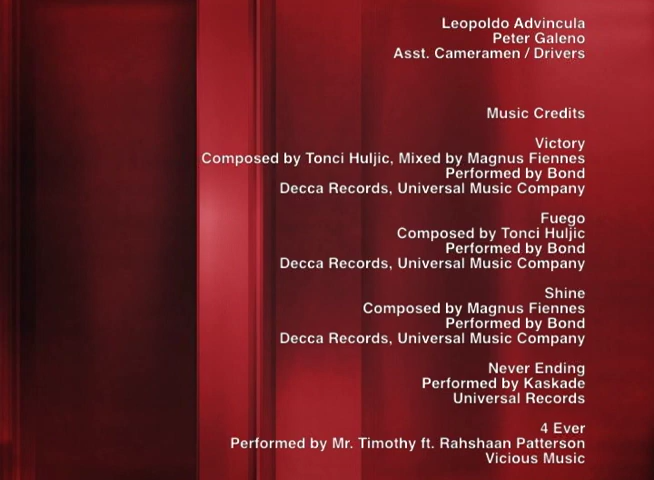 Leopoldo Advincula
Peter Galeno
Asst. Cameramen / Drivers
Music Credits
Victory
Composed by Tonci Huljic, Mixed by Magnus Fiennes
Performed by Bond
Decca Records, Universal Music Company
Fuego
Composed by Tonci Huljic
Performed by Bond
Decca Records, Universal Music Company
Shine
Composed by Magnus Fiennes
Performed by Bond
Decca Records, Universal Music Company
Never Ending
Performed by Kaskade
Universal Records
4 Ever
Performed by Mr. Timothy ft. Rahshaan Patterson
Vicious Music